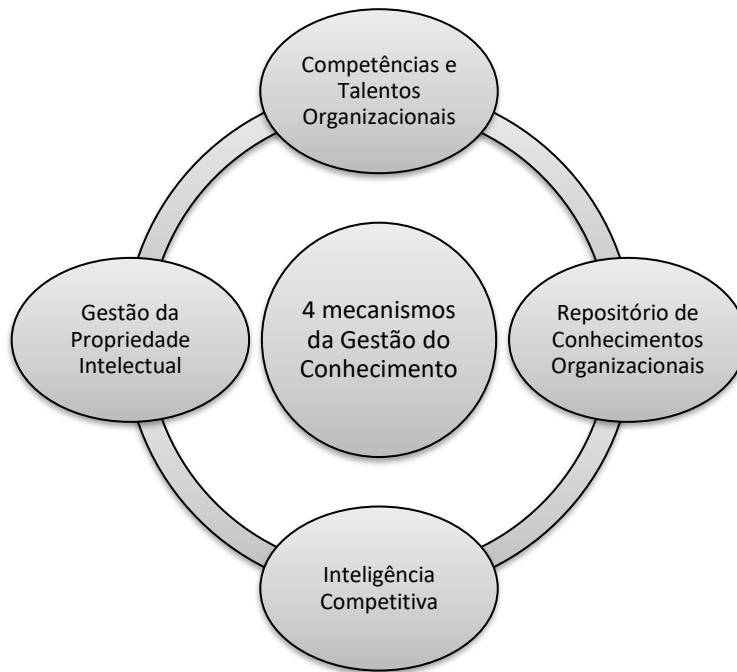 Competências e
Talentos
Organizacionais
Gestão da
Propriedade
Intelectual
4 mecanismos
da Gestão do
Conhecimento
Repositório de
Conhecimentos
Organizacionais
Inteligência
Competitiva